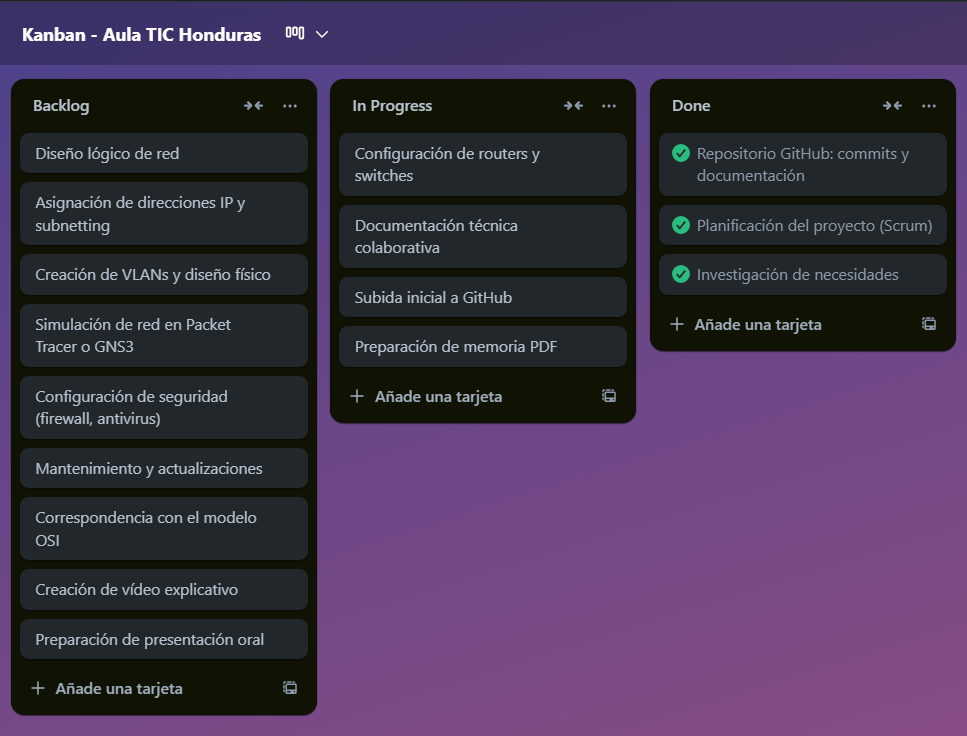 Kanban - Aula TIC Honduras
Backlog
Diseño lógico de red
Asignación de direcciones IP y
subnetting
Creación de VLANs y diseño físico
Simulación de red en Packet
Tracer o GNS3
Configuración de seguridad
(firewall, antivirus)
Mantenimiento y actualizaciones
Correspondencia con el modelo
OSI
Creación de vídeo explicativo
Preparación de presentación oral
Añade una tarjeta
In Progress
Configuración de routers y
switches
Documentación técnica
colaborativa
Subida inicial a GitHub
Preparación de memoria PDF
Añade una tarjeta
Done
Repositorio GitHub: commits y
documentación
Planificación del proyecto (Scrum)
Investigación de necesidades
Añade una tarjeta